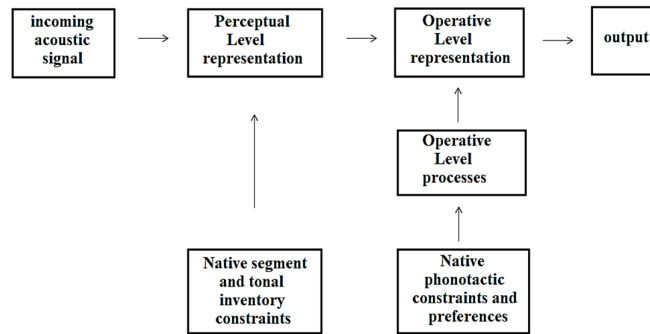 incoming
acoustic
signal
Perceptual
Level
representation
Operative
Level
representation
output
Operative
Level
processes
Native segment
and tonal
inventory
constraints
Native
phonotactic
constraints and
preferences